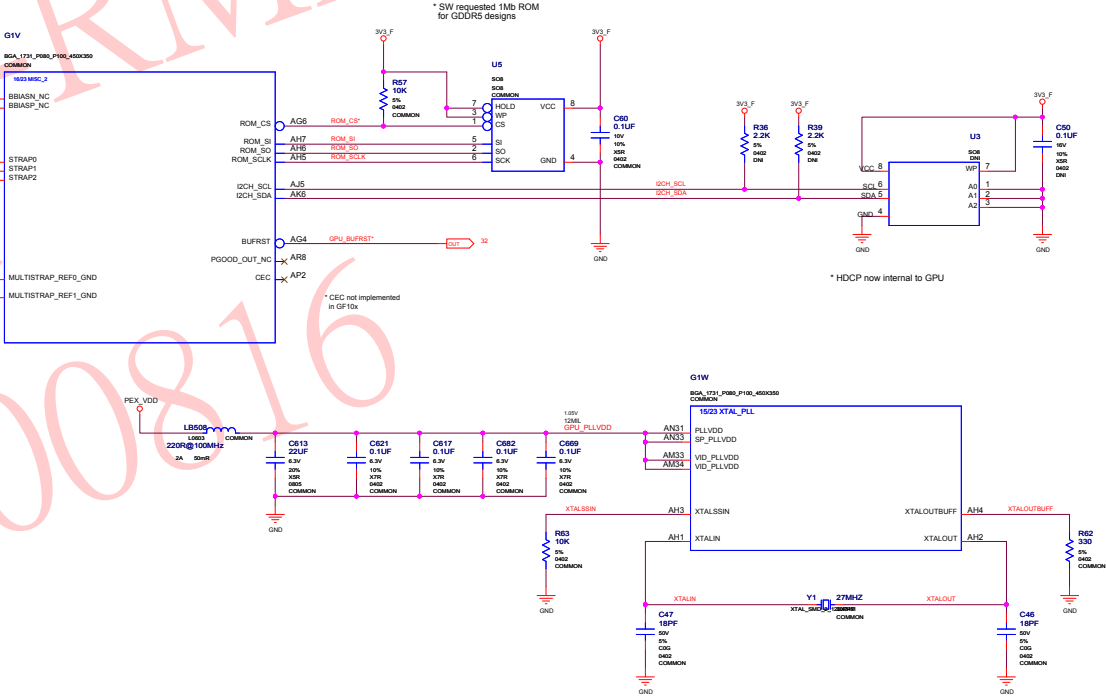 * SW requested 1Mb ROM
for GDDR5 designs
G1V
BGA_1731_P080_P100_450X350
COMMON
16/23 MISC_2
BBIASN_NC
BBIASP_NC
STRAP0
STRAP1
STRAP2
MULTISTRAP_REF0_GND
MULTISTRAP_REF1_GND
ROM_CS
AG6
ROM_CS*
ROM_SI
AH7
ROM_SI
ROM_SO
AH6
ROM_SO
ROM_SCLK
AH5
ROM_SCLK
I2CH_SCL
AJ5
I2CH_SDA
AK6
BUFRST
AG4
GPU_BUFRST*
OUT
32
PGOOD_OUT_NC
AR8
CEC
AP2
* CEC not implemented
in GF10x
3V3_F
R57
10K
5%
0402
COMMON
U5
SO8
SO8
COMMON
7
HOLD
3
WP
1
CS
5
SI
2
SO
6
SCK
VCC
8
GND
4
3V3_F
C60
0.1UF
10V
10%
X5R
0402
COMMON
GND
I2CH_SCL
I2CH_SDA
3V3_F
R36
2.2K
5%
0402
DNI
3V3_F
R39
2.2K
5%
0402
DNI
U3
SO8
DNI
VCC
8
SCL
6
SDA
5
GND
4
WP
7
A0
1
A1
2
A2
3
GND
3V3_F
C50
0.1UF
16V
10%
X5R
0402
DNI
GND
* HDCP now internal to GPU
00816
PEX_VDD
LB508
L0603
COMMON
220R@100MHz
2A
50mR
C613
22UF
6.3V
20%
X5R
0805
COMMON
GND
C621
0.1UF
6.3V
10%
X7R
0402
COMMON
C617
0.1UF
6.3V
10%
X7R
0402
COMMON
C682
0.1UF
6.3V
10%
X7R
0402
COMMON
C669
0.1UF
6.3V
10%
X7R
0402
COMMON
1.05V
12MIL
GPU_PLLVDD
G1W
BGA_1731_P080_P100_450X350
COMMON
15/23 XTAL_PLL
AN31
PLLVDD
AN33
SP_PLLVDD
AM33
VID_PLLVDD
AM34
VID_PLLVDD
XTALSSIN
AH3
XTALSSIN
AH1
XTALIN
XTALOUTBUFF
AH4
XTALOUTBUFF
XTALOUT
AH2
R63
10K
5%
0402
COMMON
GND
R62
330
5%
0402
COMMON
GND
XTALIN
Y1
27MHZ
COMMON
XTALOUT
C47
18PF
50V
5%
C0G
0402
COMMON
GND
C46
18PF
50V
5%
C0G
0402
COMMON
GND